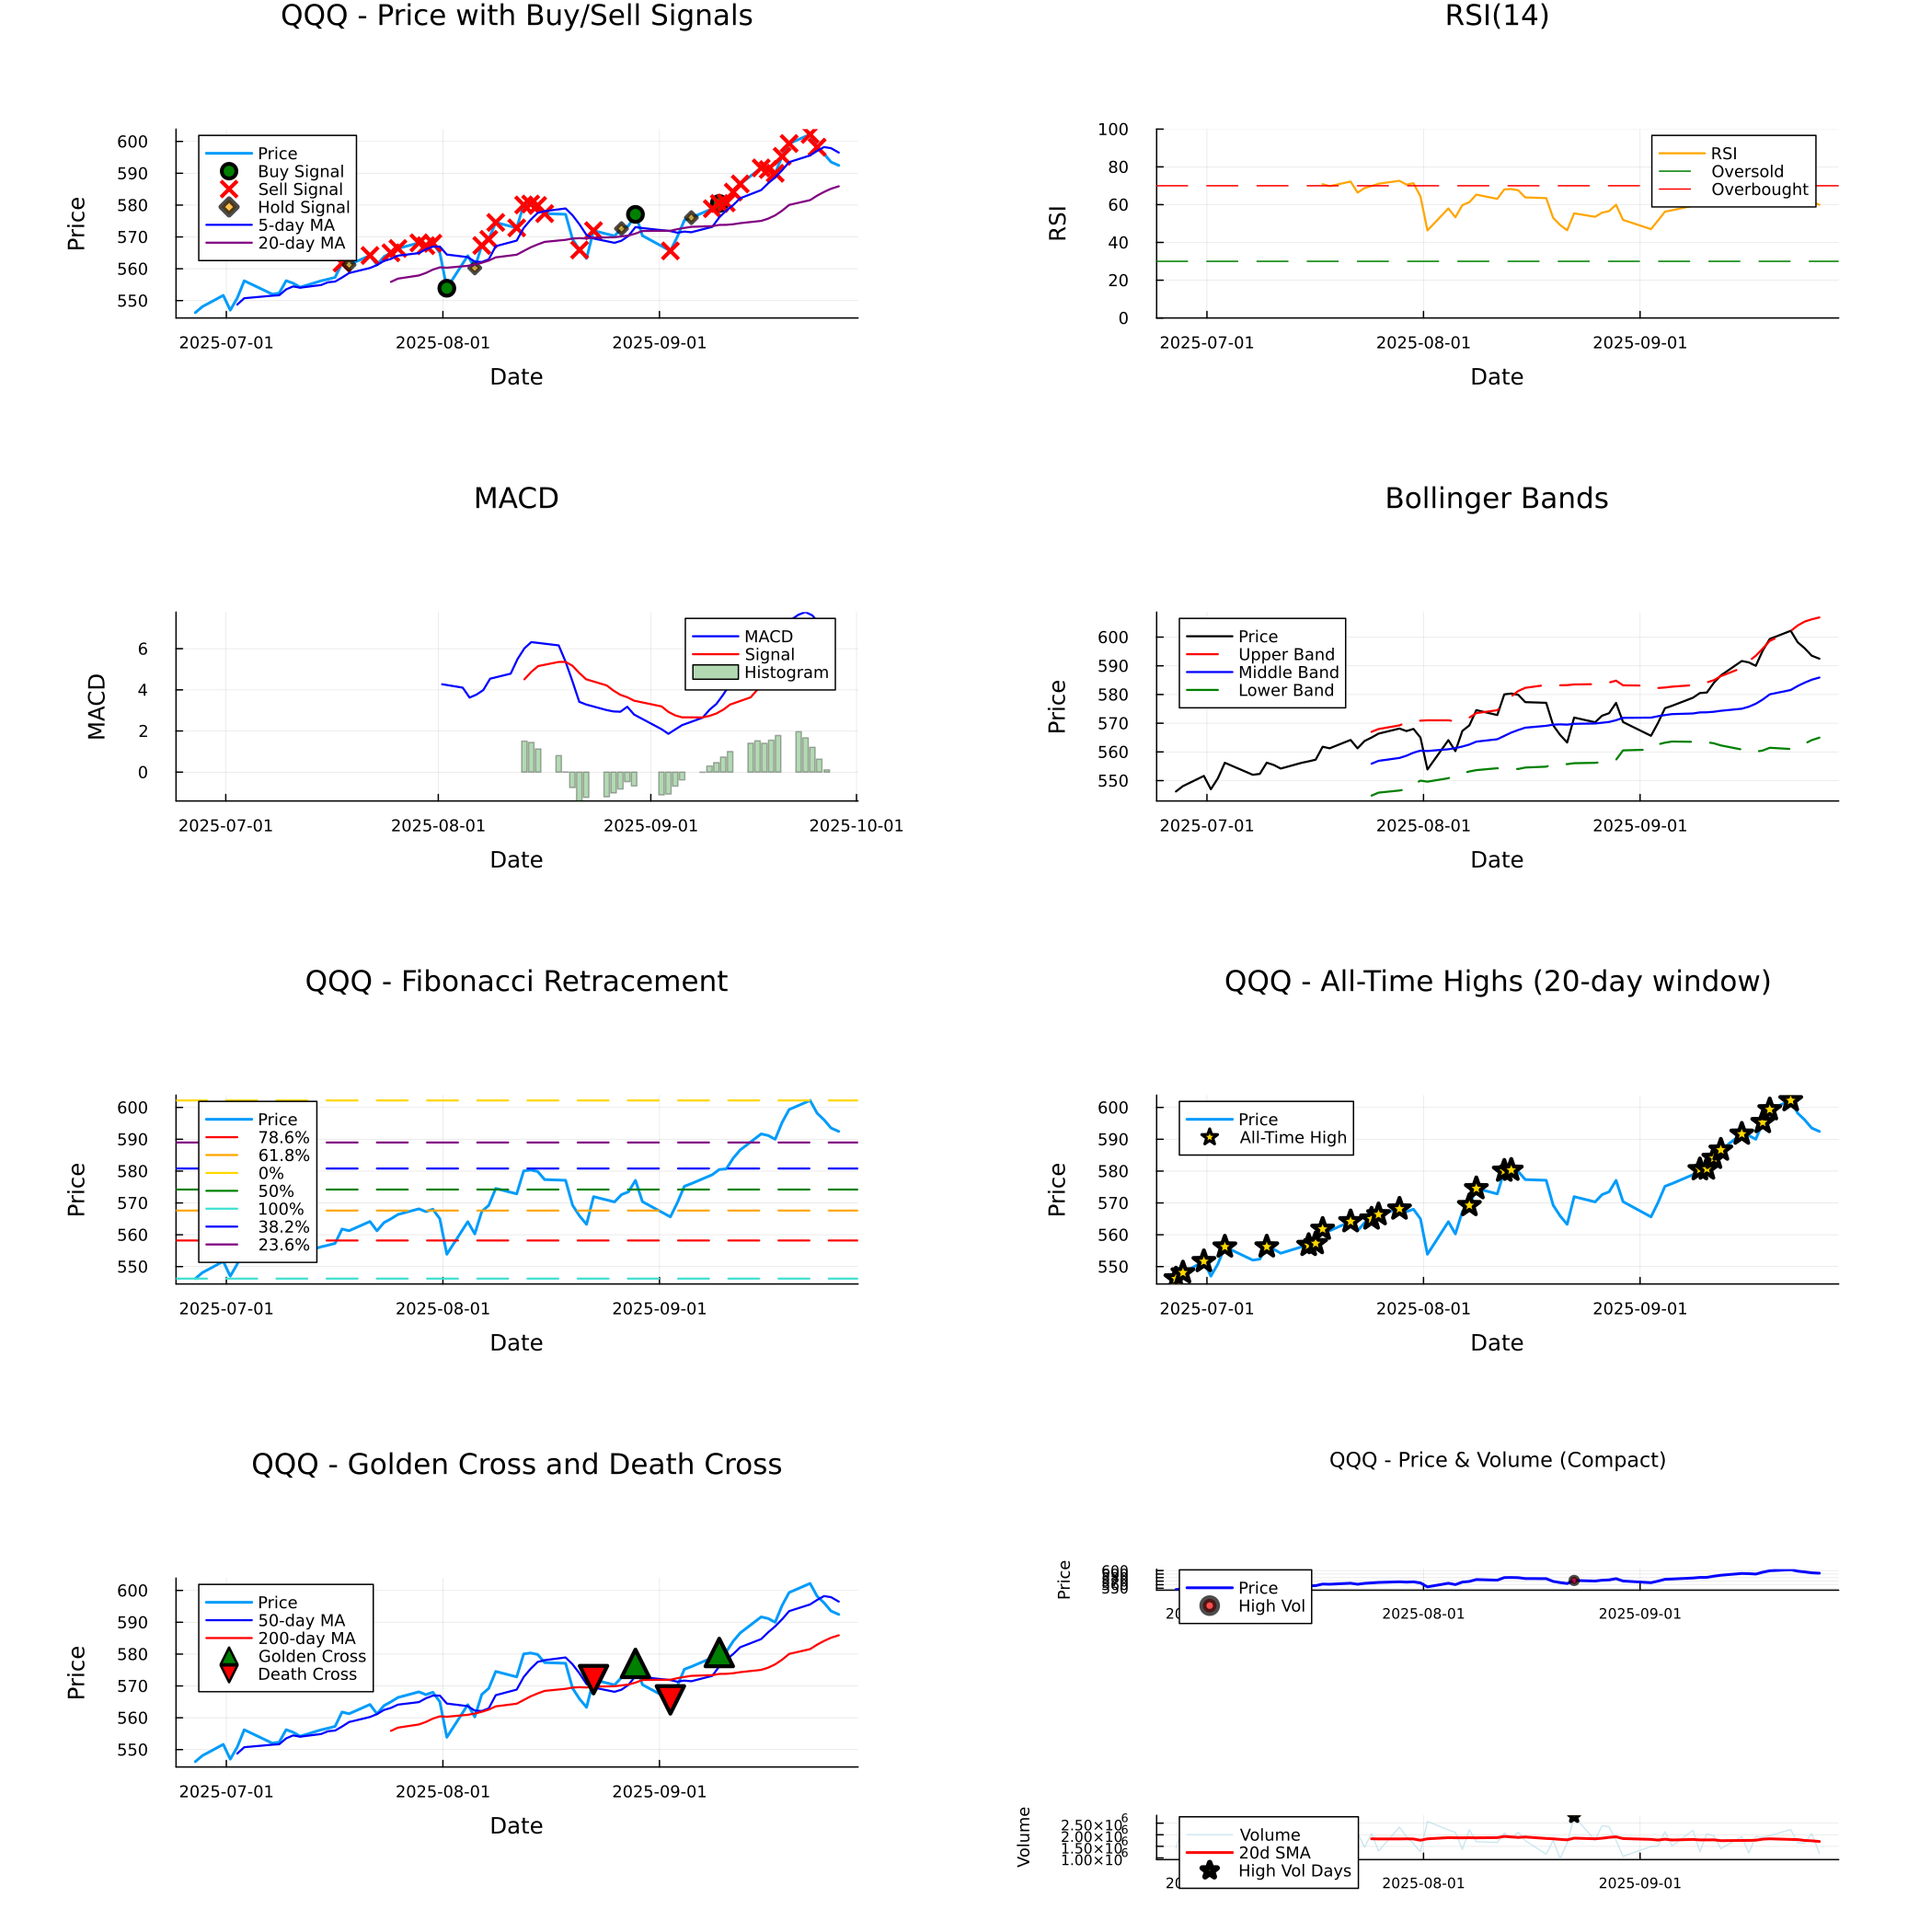 QQQ - Price with Buy/Sell Signals
Price
600
590
580
570
560
550
Price
Buy Signal
Sell Signal
Hold Signal
5-day MA
20-day MA
2025-07-01
2025-08-01
2025-09-01
Date
RSI(14)
RSI
100
80
60
40
20
0
RSI
Oversold
Overbought
2025-07-01
2025-08-01
2025-09-01
Date
MACD
MACD
6
4
2
0
MACD
Signal
Histogram
2025-07-01
2025-08-01
2025-09-01
2025-10-01
Date
Bollinger Bands
Price
600
590
580
570
560
550
Price
Upper Band
Middle Band
Lower Band
2025-07-01
2025-08-01
2025-09-01
Date
QQQ - Fibonacci Retracement
Price
600
590
580
570
560
550
Price
78.6%
61.8%
0%
50%
100%
38.2%
23.6%
2025-07-01
2025-08-01
2025-09-01
Date
QQQ - All-Time Highs (20-day window)
Price
600
590
580
570
560
550
Price
All-Time High
2025-07-01
2025-08-01
2025-09-01
Date
QQQ - Golden Cross and Death Cross
Price
600
590
580
570
560
550
Price
50-day MA
200-day MA
Golden Cross
Death Cross
2025-07-01
2025-08-01
2025-09-01
Date
QQQ - Price & Volume (Compact)
Price
600
550
Price
High Vol
2025-08-01
2025-09-01
Volume
2.50×10⁶
2.00×10⁶
1.50×10⁶
1.00×10⁶
Volume
20d SMA
High Vol Days
2025-08-01
2025-09-01